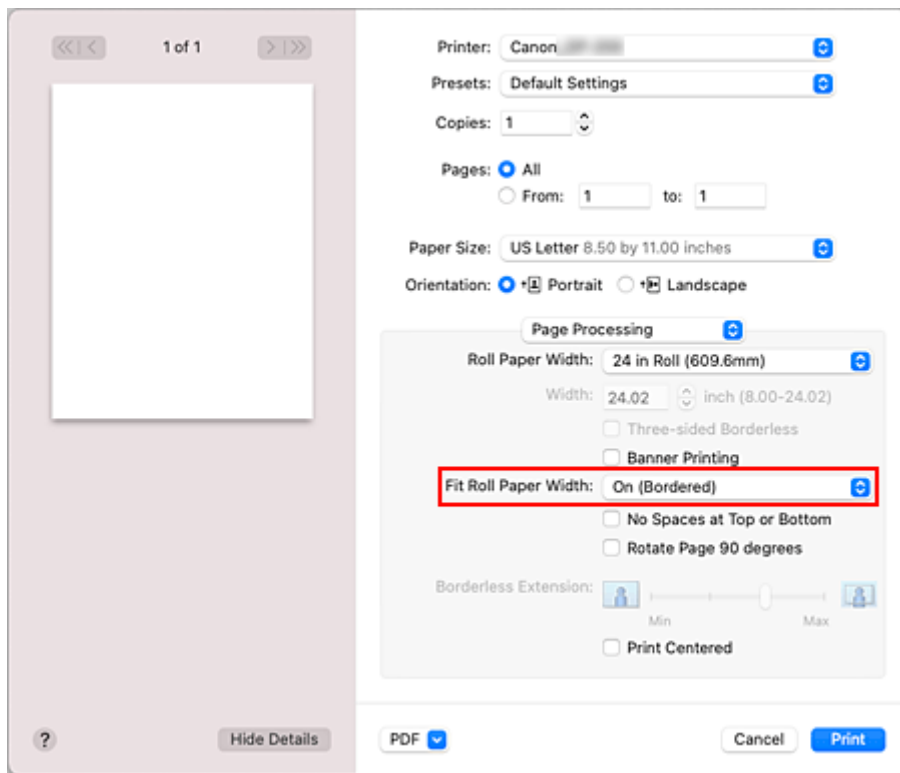 1 of 1
Printer: Canon
Presets: Default Settings
Copies: 1
Pages: All
From: 1 to: 1
Paper Size: US Letter 8.50 by 11.00 inches
Orientation: Portrait Landscape
Page Processing
Roll Paper Width: 24 in Roll (609.6mm)
Width: 24.02 inch (8.00-24.02)
Three-sided Borderless
Banner Printing
Fit Roll Paper Width: On (Bordered)
No Spaces at Top or Bottom
Rotate Page 90 degrees
Borderless Extension:
Min Max
Print Centered
? Hide Details PDF Cancel Print